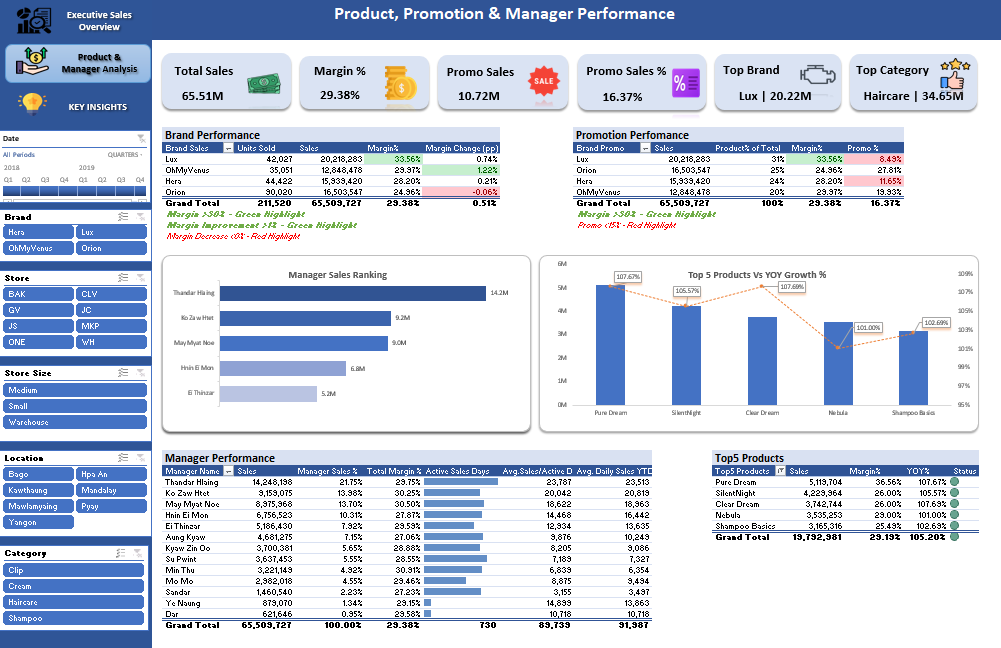 Product, Promotion & Manager Performance
Executive Sales
Overview
Product &
Manager Analysis
KEY INSIGHTS
Date
All Periods QUARTERS
2018 2019
Q1 Q2 Q3 Q4 Q1 Q2 Q3 Q4
Brand
Hera Lux
OhMyVenus Orion
Store
BAK CLV
GV JC
JS MKP
ONE WH
Store Size
Medium
Small
Warehouse
Location
Bago Hpa An
Kawthaung Mandalay
Mawlamyaing Pyay
Yangon
Category
Clip
Cream
Haircare
Shampoo
Total Sales
65.51M
Margin %
29.38%
Promo Sales
10.72M
SALE
Promo Sales %
16.37%
Top Brand
Lux | 20.22M
Top Category
Haircare | 34.65M
Brand Performance
Brand Sales Units Sold Sales Margin% Margin Change (pp)
Lux 42,027 20,218,283 33.56% 0.74%
OhMyVenus 35,051 12,848,478 29.97% 1.22%
Hera 44,422 15,939,420 28.20% 0.21%
Orion 90,020 16,503,547 24.96% -0.06%
Grand Total 211,520 65,509,727 29.38% 0.51%
Margin >30% - Green Highlight
Margin Improvement >1% - Green Highlight
Margin Decrease <0% - Red Highlight
Promotion Perfomance
Brand Promo Sales Product% of Total Margin% Promo %
Lux 20,218,283 31% 33.56% 8.49%
Orion 16,503,547 25% 24.96% 27.81%
Hera 15,939,420 24% 28.20% 11.65%
OhMyVenus 12,848,478 20% 29.97% 19.93%
Grand Total 65,509,727 100% 29.38% 16.37%
Margin >30% - Green Highlight
Promo <15% - Red Highlight
Manager Sales Ranking
Thandar Hlaing 14.2M
Ko Zaw Htet 9.2M
May Myat Noe 9.0M
Hnin Ei Mon 6.8M
Ei Thinzar 5.2M
Top 5 Products Vs YOY Growth %
6M
5M
4M
3M
2M
1M
0M
107.67%
105.57%
107.69%
101.00%
102.69%
109%
107%
105%
103%
101%
99%
97%
95%
Pure Dream SilentNight Clear Dream Nebula Shampoo Basics
Manager Performance
Manager Name Sales Manager Sales % Total Margin % Active Sales Days Avg.Sales/Active D Avg. Daily Sales YTD
Thandar Hlaing 14,248,198 21.75% 29.75% 23,787 23,513
Ko Zaw Htet 9,159,075 13.98% 30.25% 20,042 20,819
May Myat Noe 8,975,968 13.70% 30.50% 18,622 18,963
Hnin Ei Mon 6,756,523 10.31% 27.87% 14,468 16,442
Ei Thinzar 5,186,430 7.92% 29.59% 12,934 13,635
Aung Kyaw 4,681,275 7.15% 27.06% 9,876 10,249
Kyaw Zin Oo 3,700,381 5.65% 28.88% 8,205 9,086
Su Pwint 3,637,453 5.55% 28.55% 7,189 7,327
Min Thu 3,221,149 4.92% 30.91% 6,839 6,354
Mo Mo 2,982,018 4.55% 29.46% 8,875 9,494
Sandar 1,460,540 2.23% 27.23% 3,155 3,497
Ye Naung 879,070 1.34% 29.15% 14,899 13,863
Dar 621,646 0.95% 29.58% 10,718 10,718
Grand Total 65,509,727 100.00% 29.38% 730 89,739 91,987
Top5 Products
Top5 Products Sales Margin% YOY% Status
Pure Dream 5,119,704 36.56% 107.67%
SilentNight 4,229,964 26.00% 105.57%
Clear Dream 3,742,744 26.00% 107.69%
Nebula 3,535,253 29.00% 101.00%
Shampoo Basics 3,165,316 25.49% 102.69%
Grand Total 19,792,981 29.19% 105.20%